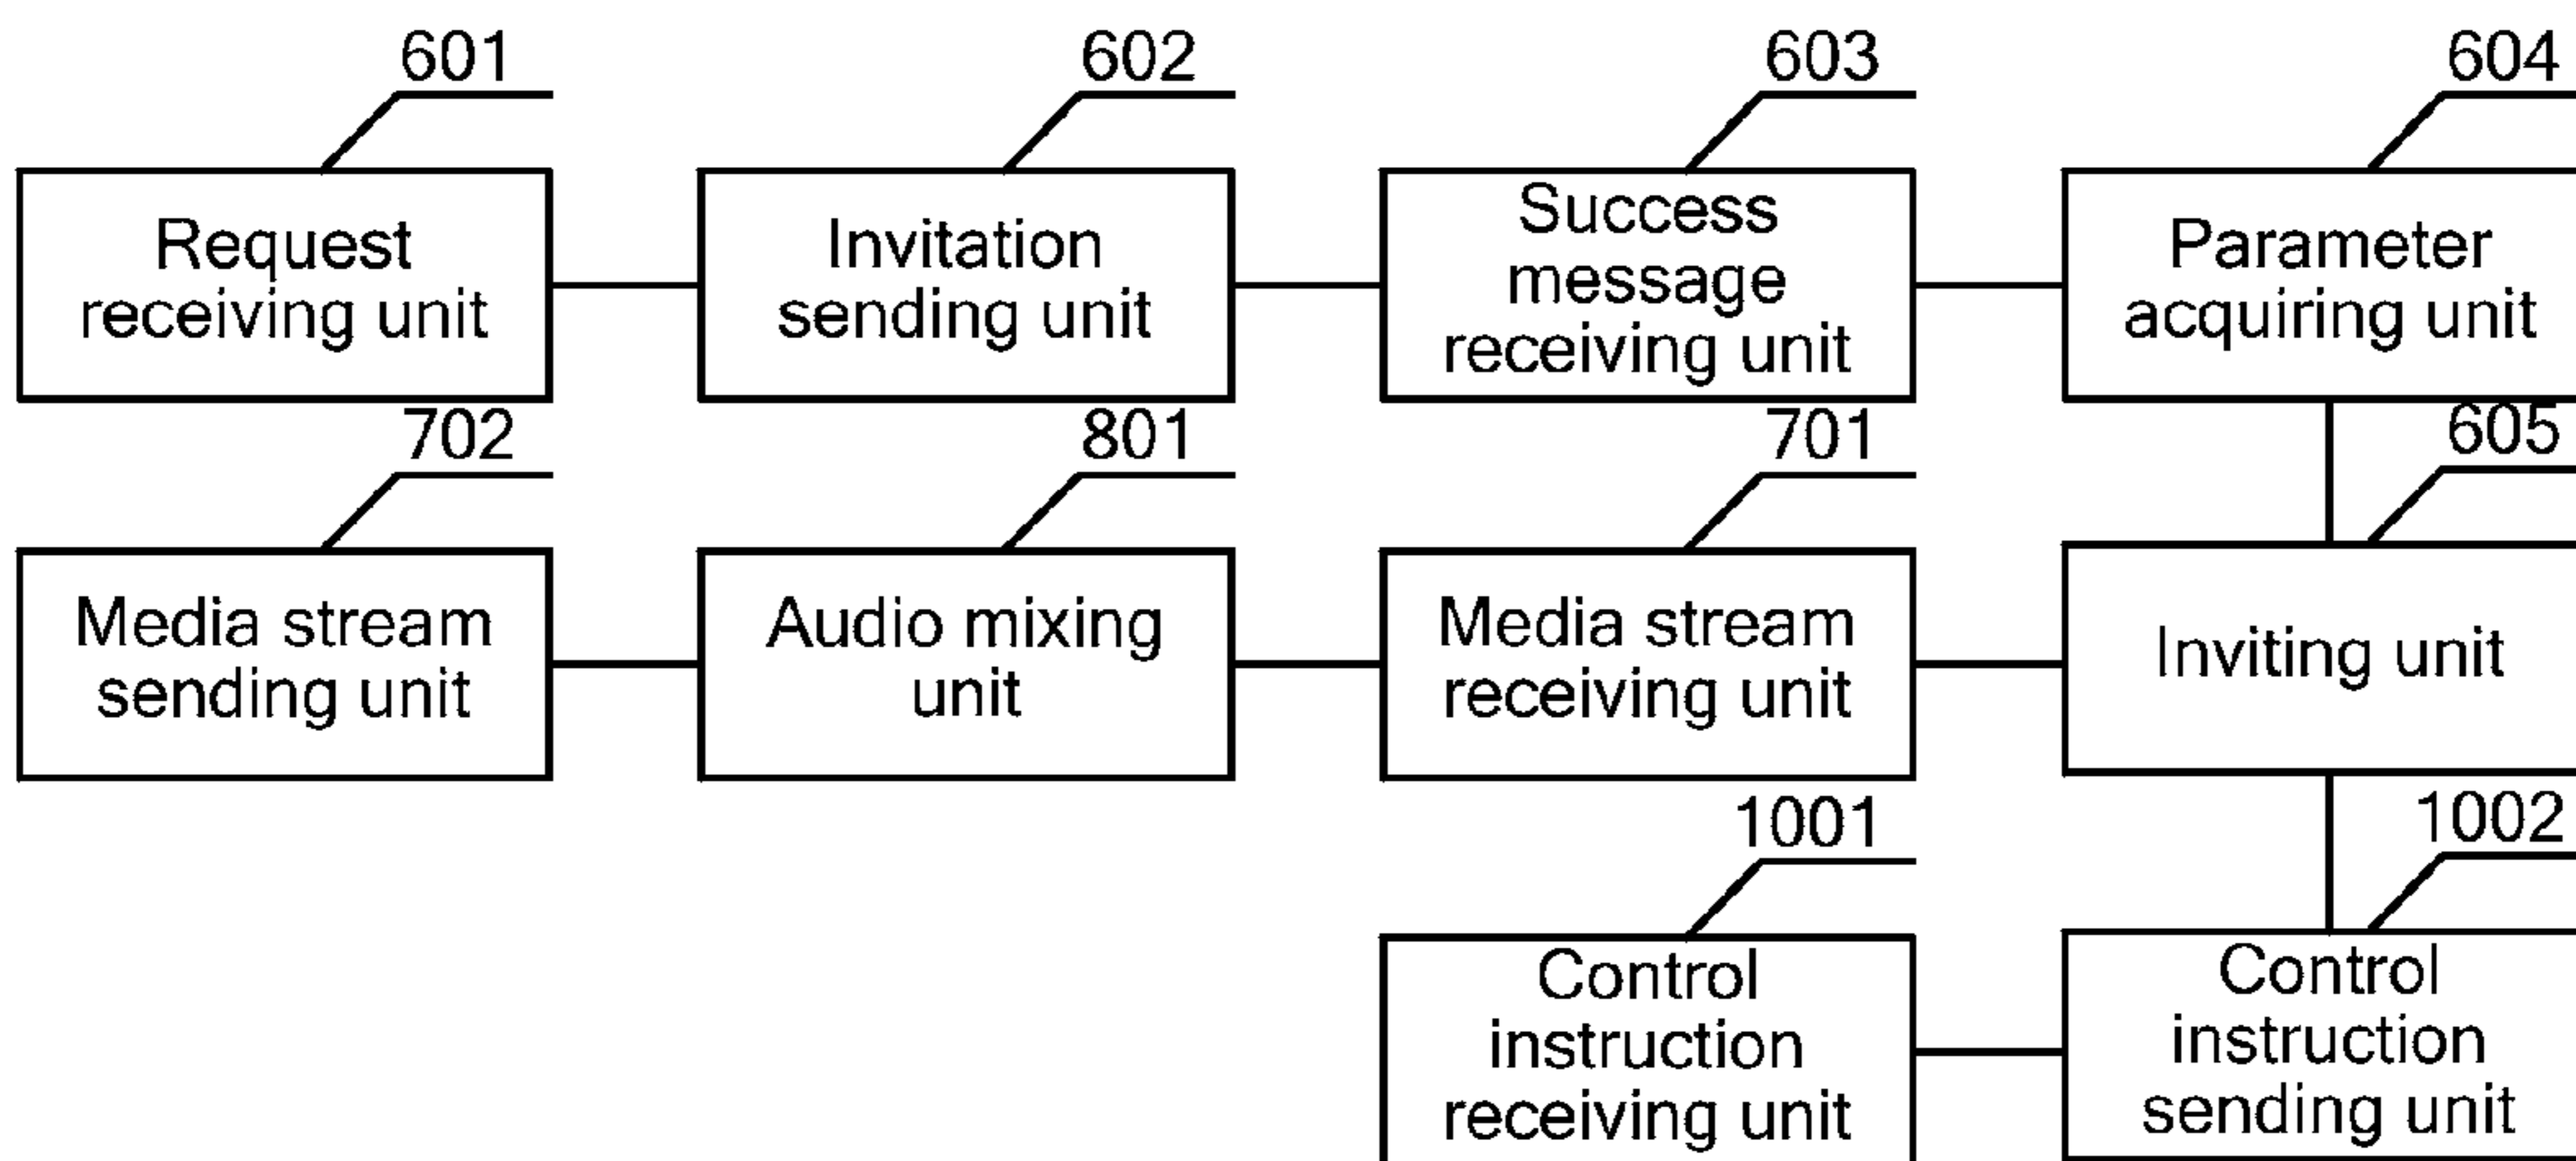 601
602
603
604
Request
receiving unit
Invitation
sending unit
Success
message
receiving unit
Parameter
acquiring unit
702
801
701
605
Media stream
sending unit
Audio mixing
unit
Media stream
receiving unit
Inviting unit
1001
1002
Control
instruction
receiving unit
Control
instruction
sending unit